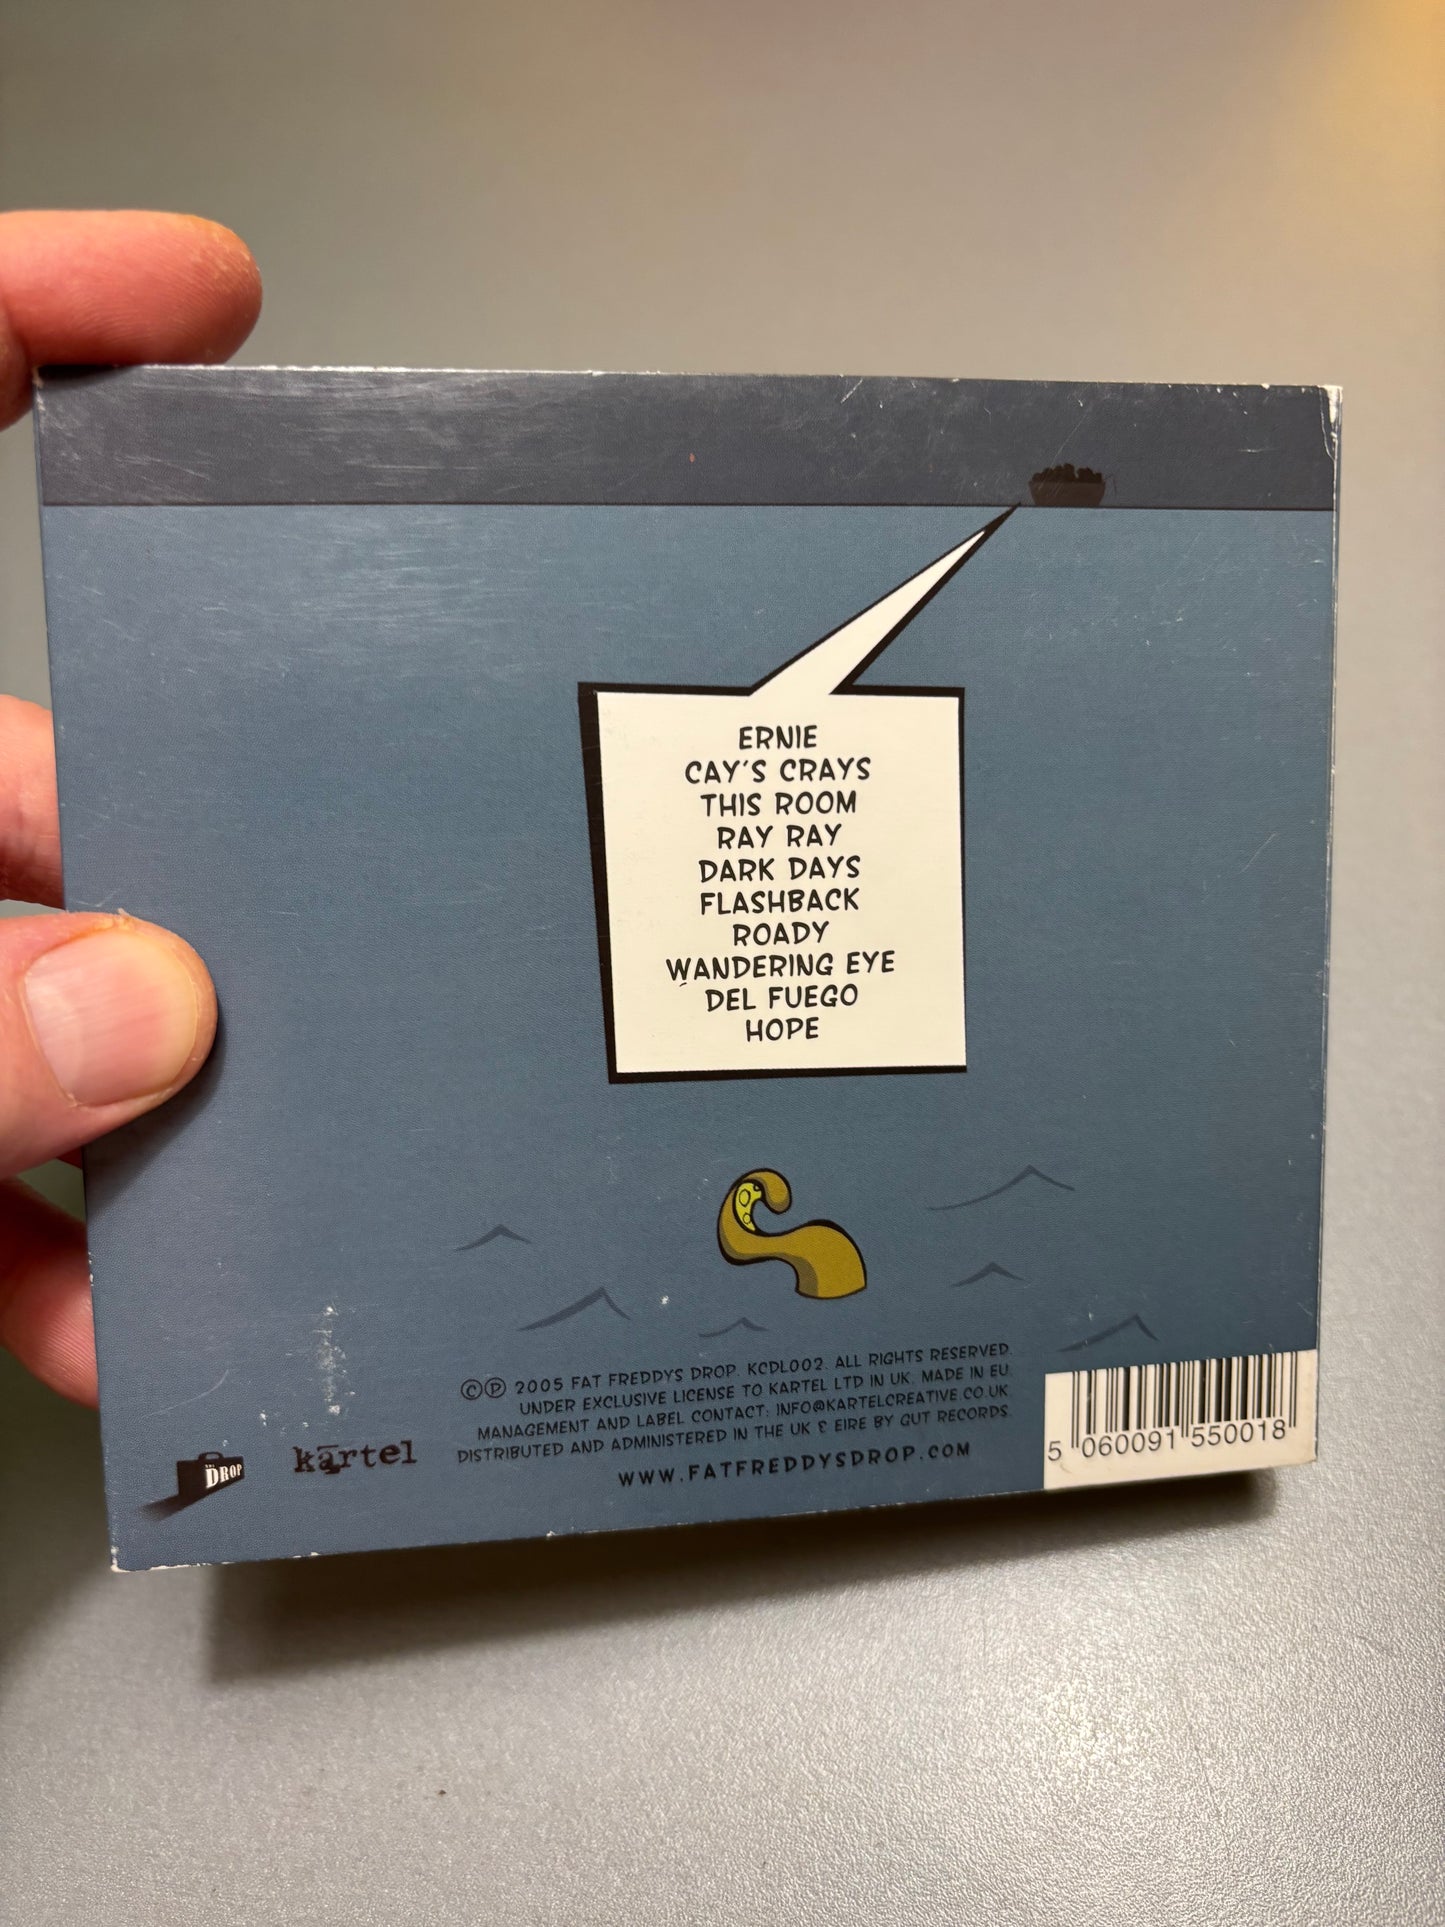 ERNIE
CAY'S CRAYS
THIS ROOM
RAY RAY
DARK DAYS
FLASHBACK
ROADY
WANDERING EYE
DEL FUEGO
HOPE
©℗ 2005 FAT FREDDYS DROP. KCDL002. ALL RIGHTS RESERVED.
UNDER EXCLUSIVE LICENSE TO KARTEL LTD IN UK. MADE IN EU.
MANAGEMENT AND LABEL CONTACT: INFO@KARTELCREATIVE.CO.UK
DISTRIBUTED AND ADMINISTERED IN THE UK & EIRE BY GUT RECORDS.
WWW.FATFREDDYSDROP.COM
THE
DROP
kartel
5 060091 550018